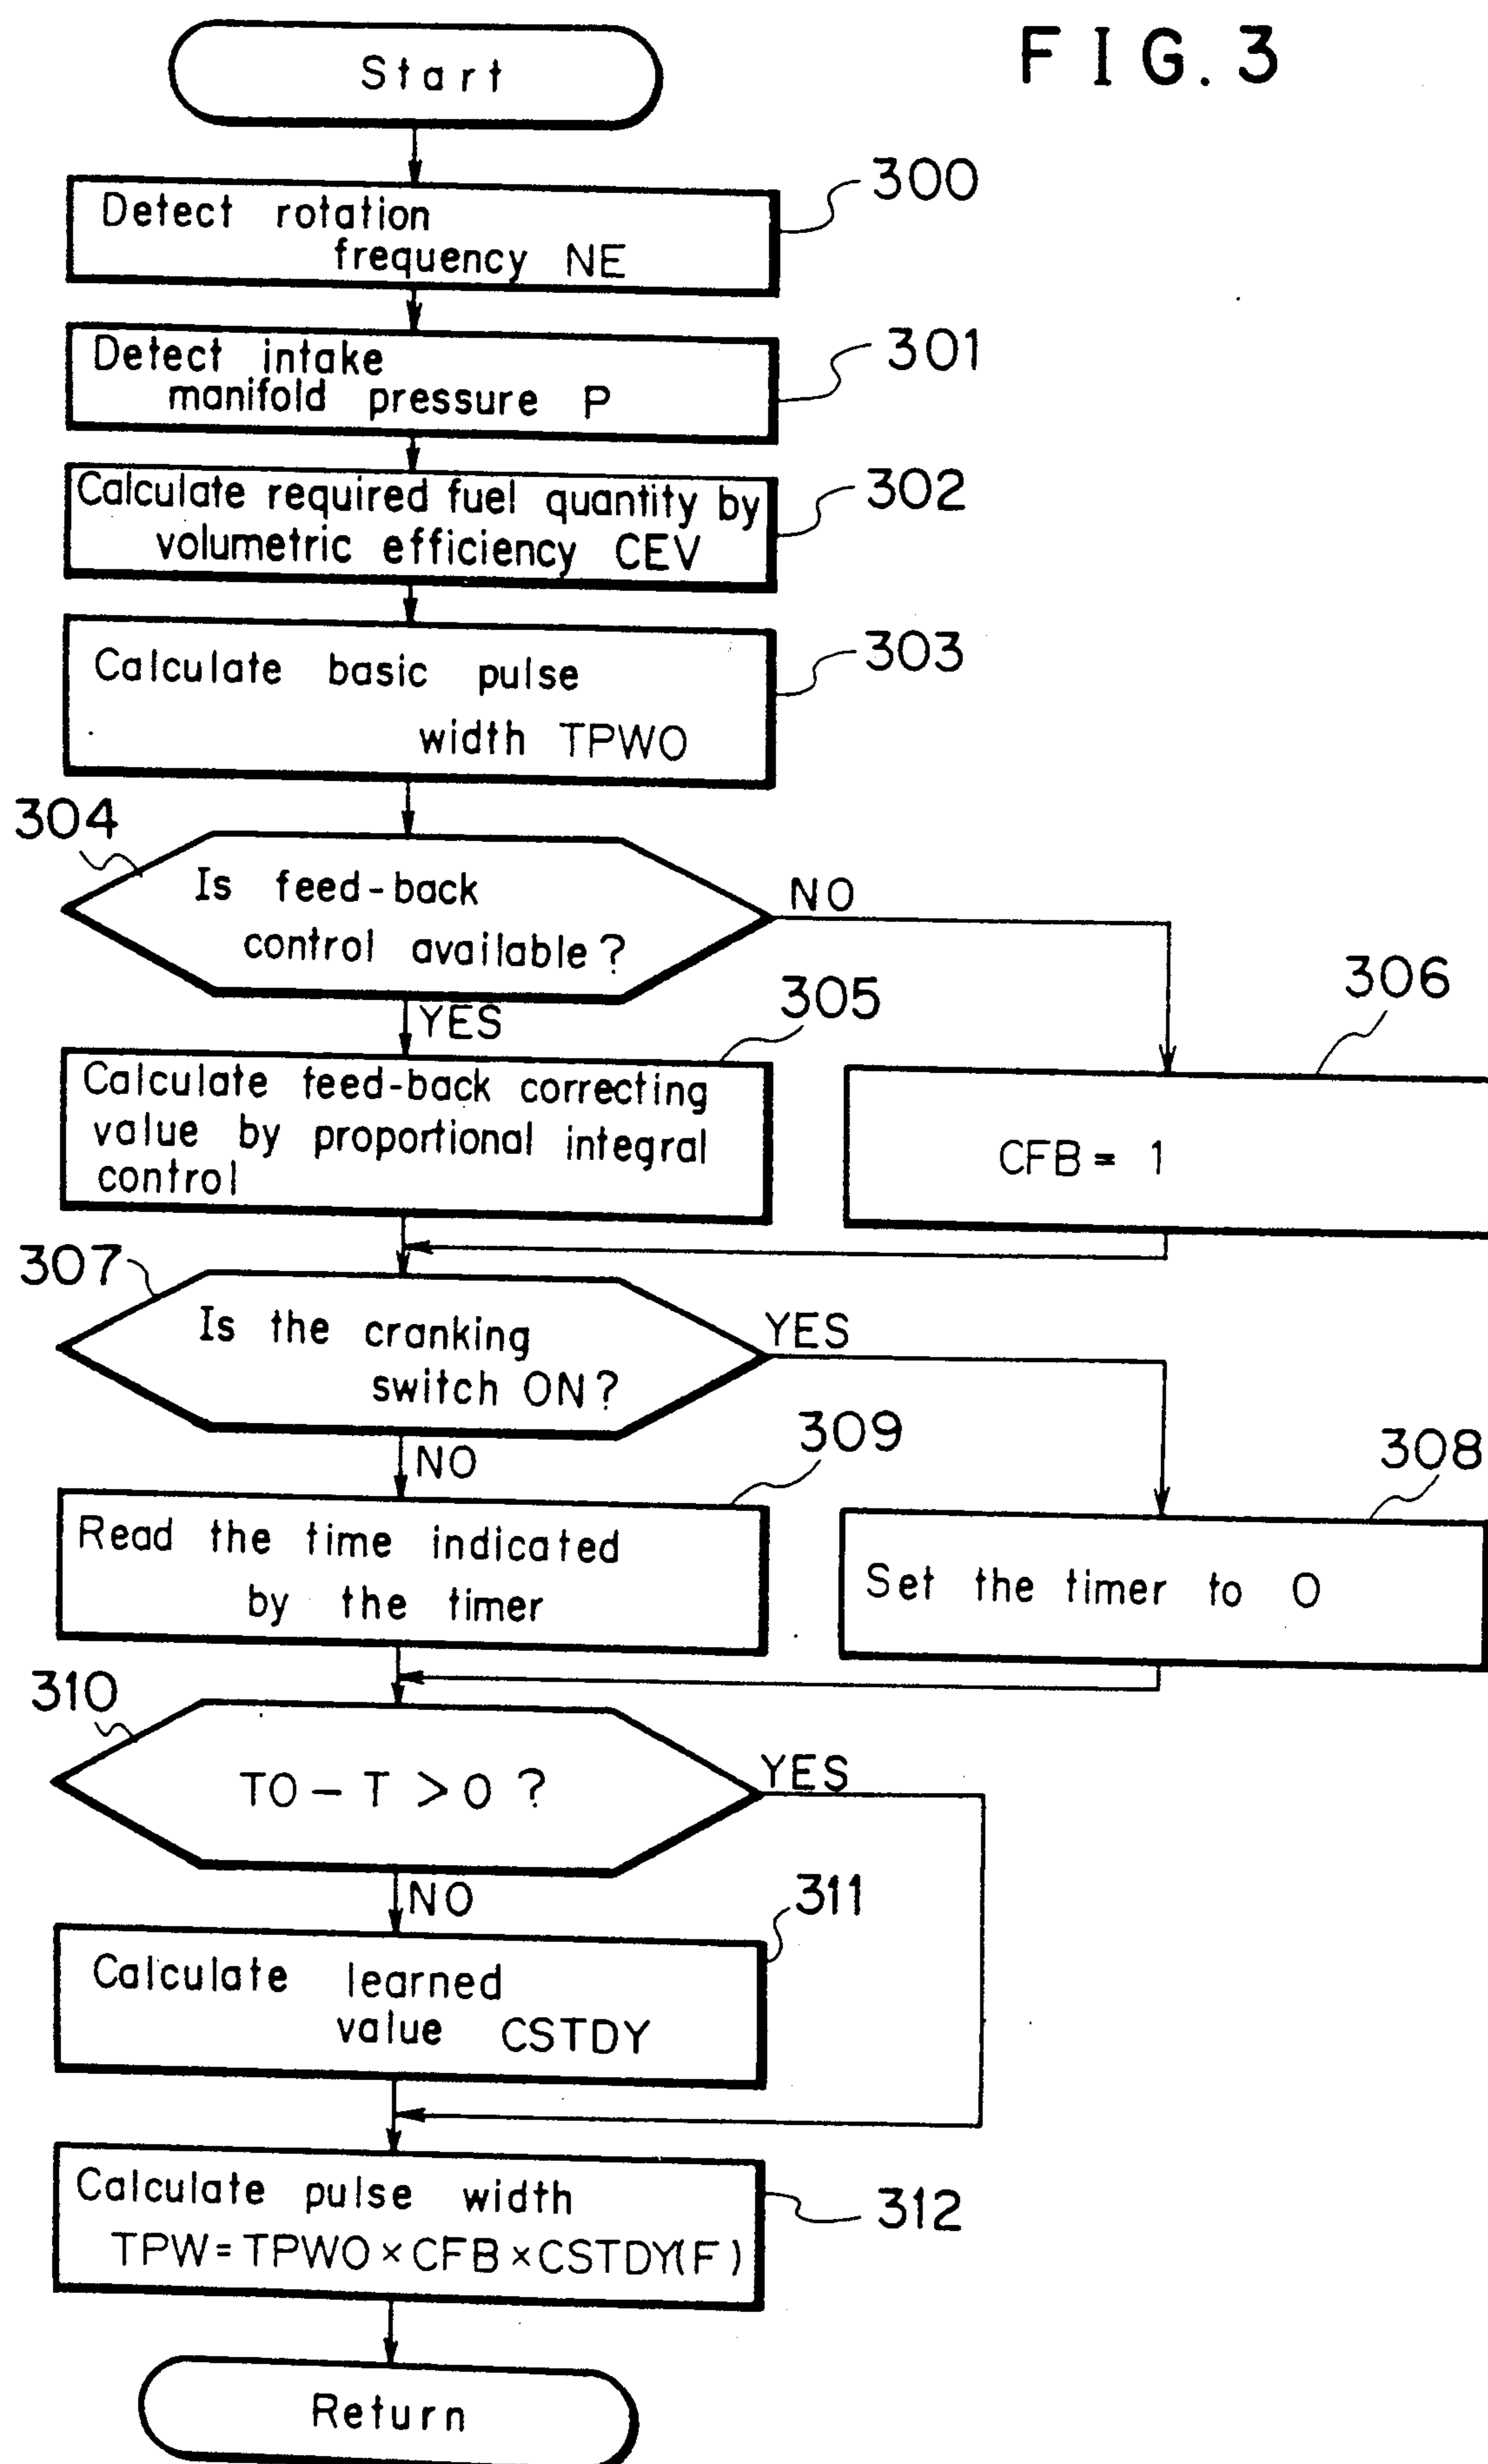 FIG. 3
Start
300
Detect rotation
frequency NE
301
Detect intake
manifold pressure P
302
Calculate required fuel quantity by
volumetric efficiency CEV
303
Calculate basic pulse
width TPWO
304
Is feed-back
control available?
NO
YES
305
Calculate feed-back correcting
value by proportional integral
control
306
CFB = 1
307
Is the cranking
switch ON?
YES
NO
309
Read the time indicated
by the timer
308
Set the timer to 0
310
TO - T > 0 ?
YES
NO
311
Calculate learned
value CSTDY
312
Calculate pulse width
TPW = TPWO × CFB × CSTDY(F)
Return